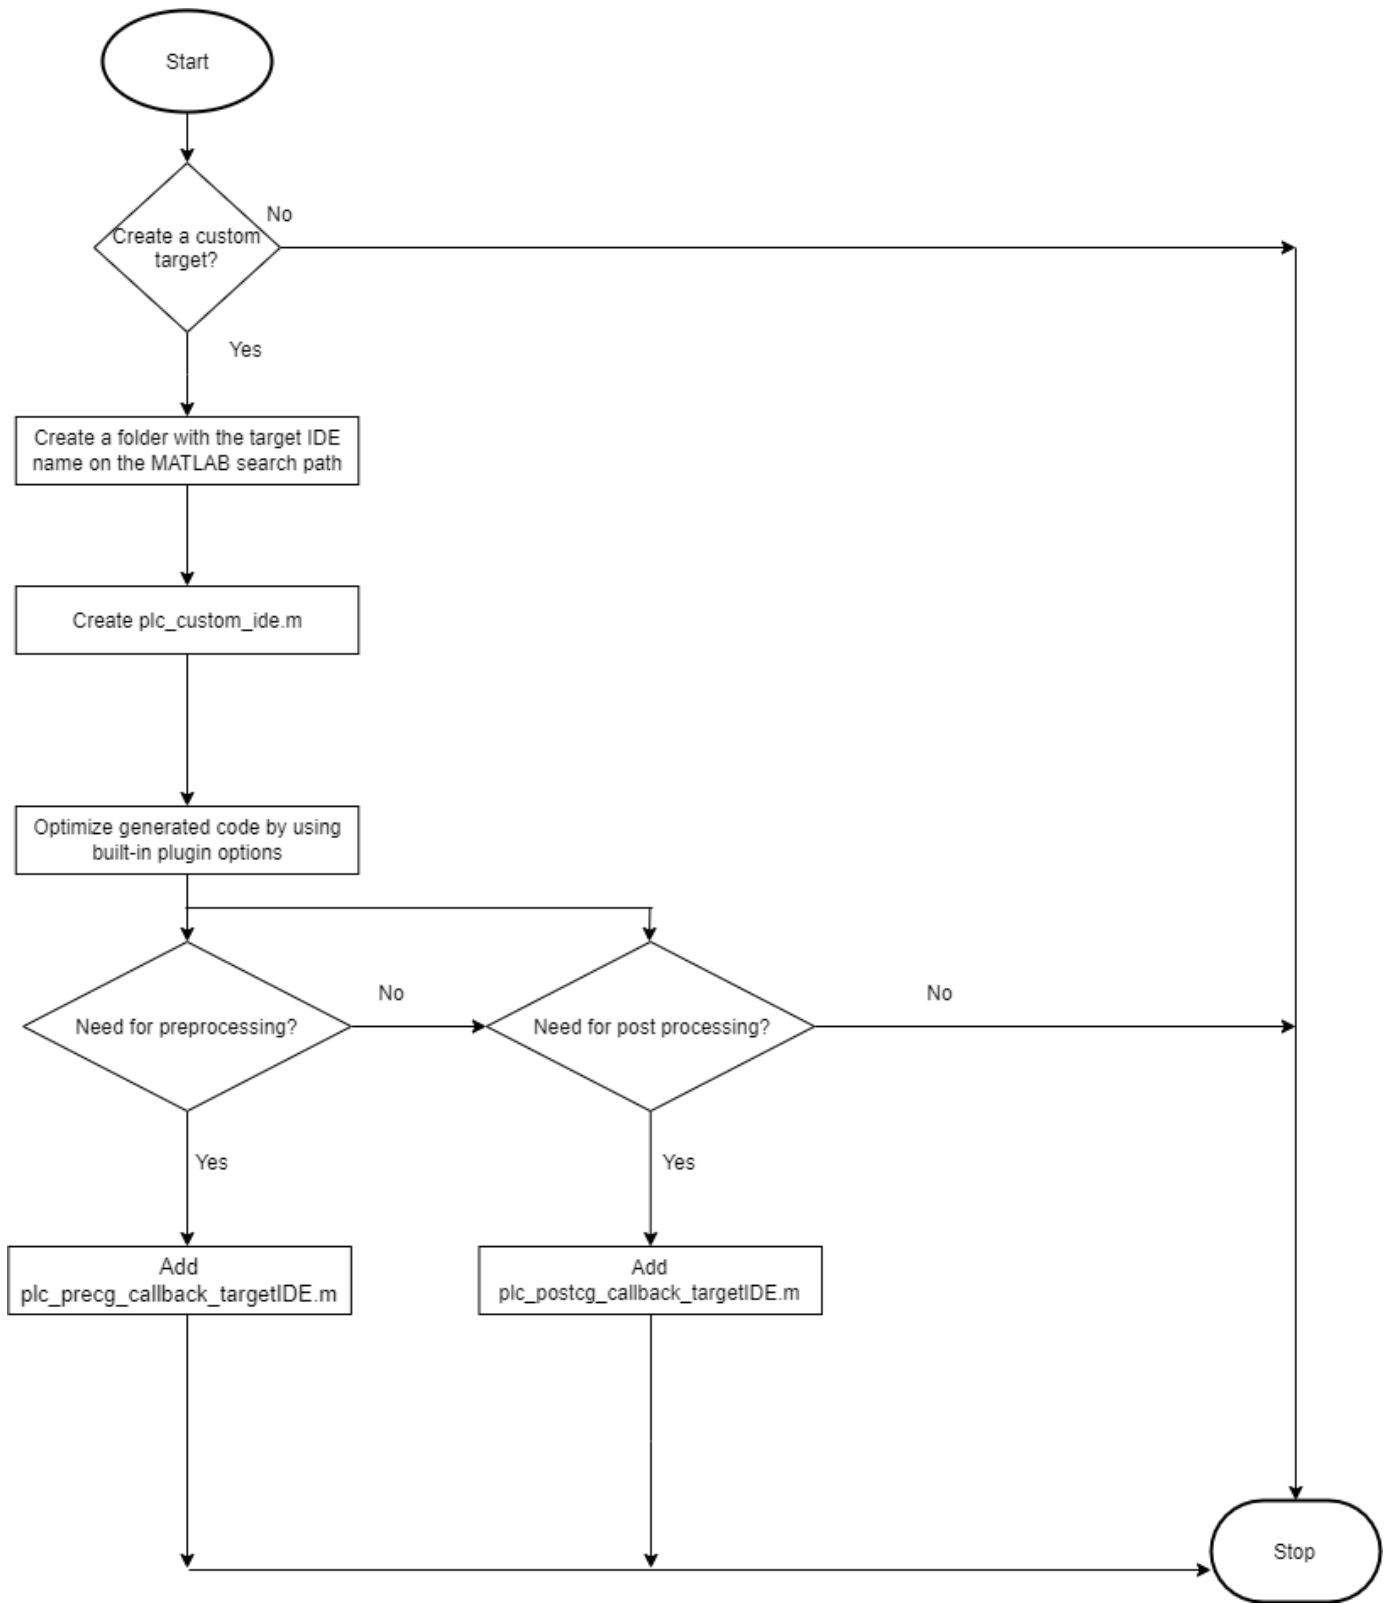 Start
No
Create a custom
target?
Yes
Create a folder with the target IDE
name on the MATLAB search path
Create plc_custom_ide.m
Optimize generated code by using
built-in plugin options
No
No
Need for preprocessing?
Need for post processing?
Yes
Yes
Add
plc_precg_callback_targetIDE.m
Add
plc_postcg_callback_targetIDE.m
Stop